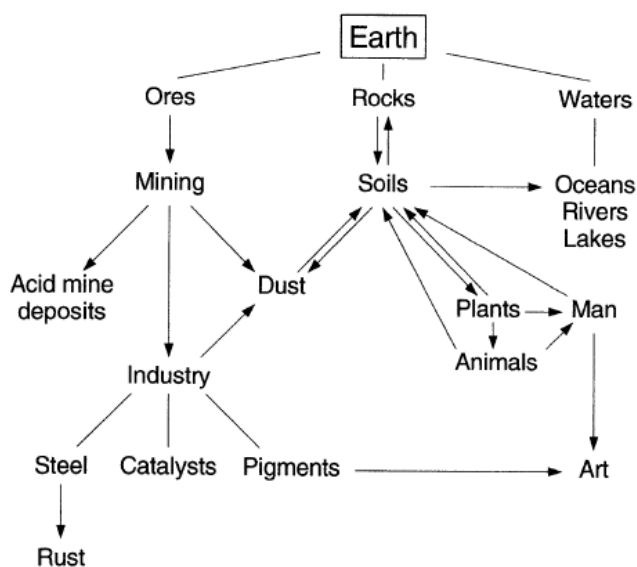 Earth
Ores
Rocks
Waters
Mining
Soils
Oceans
Rivers
Lakes
Acid mine
deposits
Dust
Plants
Man
Animals
Industry
Steel
Catalysts
Pigments
Art
Rust